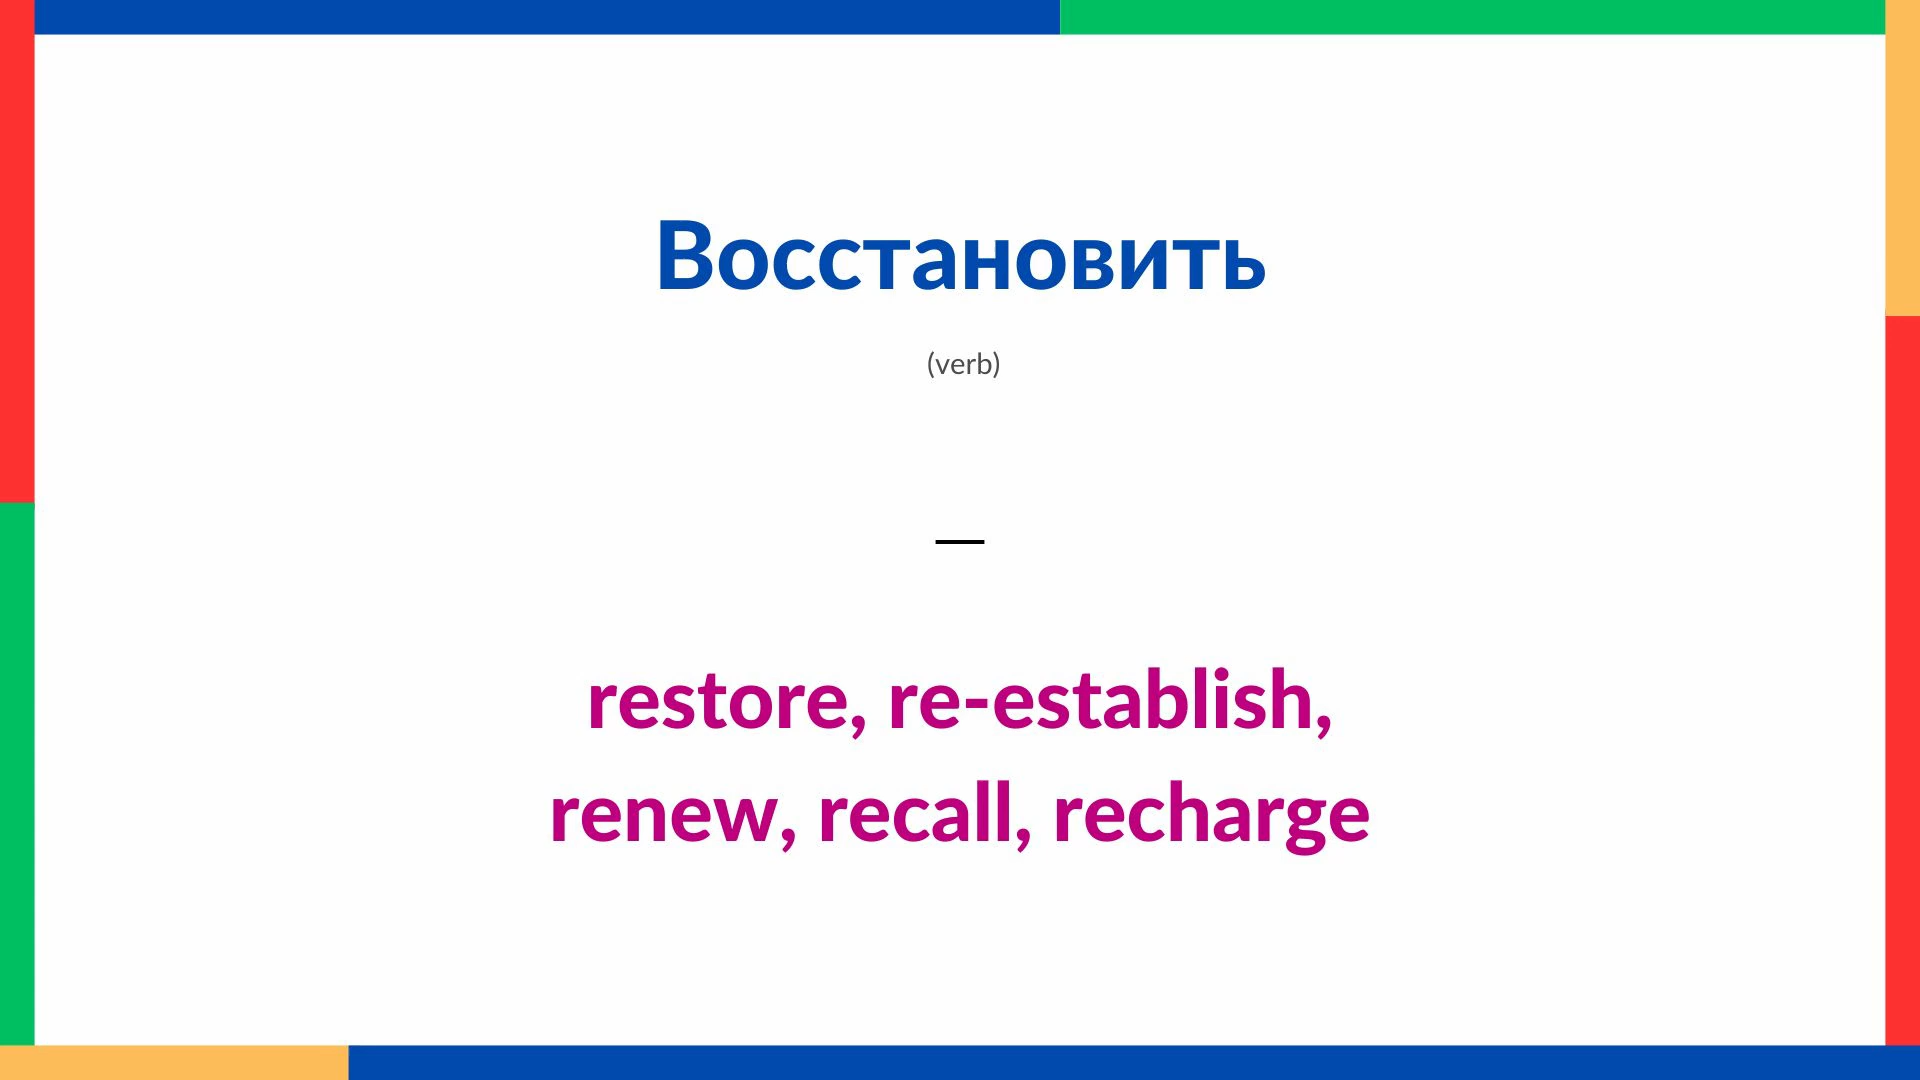 Восстановить
(verb)
—
restore, re-establish,
renew, recall, recharge